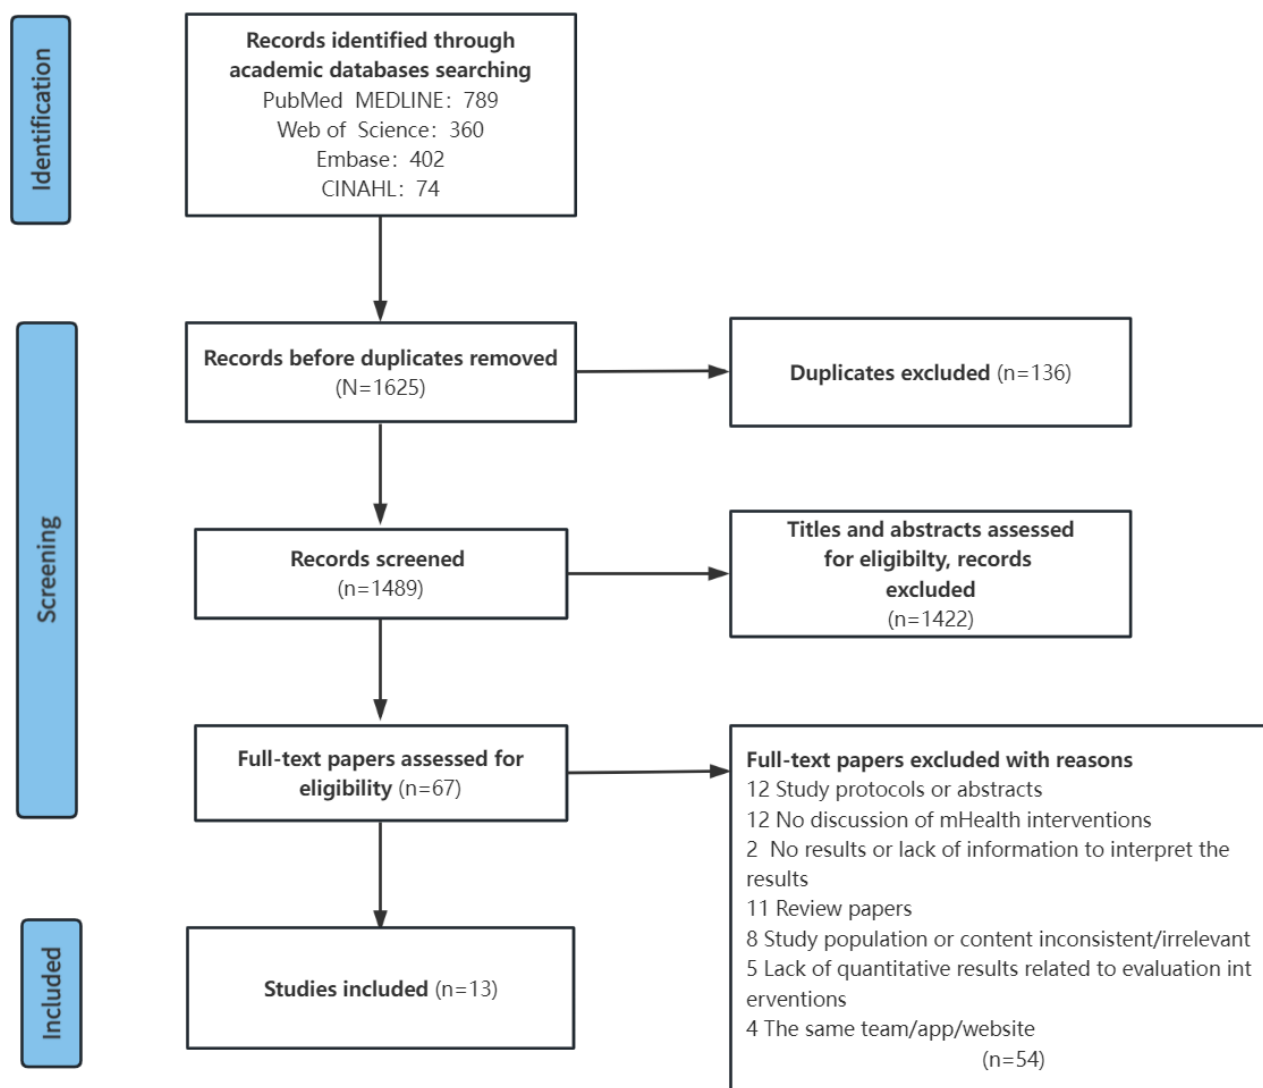 Identification
Records identified through
academic databases searching
PubMed MEDLINE: 789
Web of Science: 360
Embase: 402
CINAHL: 74
Screening
Records before duplicates removed
(N=1625)
Duplicates excluded (n=136)
Records screened
(n=1489)
Titles and abstracts assessed
for eligibilty, records
excluded
(n=1422)
Full-text papers assessed for
eligibility (n=67)
Full-text papers excluded with reasons
12 Study protocols or abstracts
12 No discussion of mHealth interventions
2 No results or lack of information to interpret the
results
11 Review papers
8 Study population or content inconsistent/irrelevant
5 Lack of quantitative results related to evaluation int
erventions
4 The same team/app/website
(n=54)
Included
Studies included (n=13)